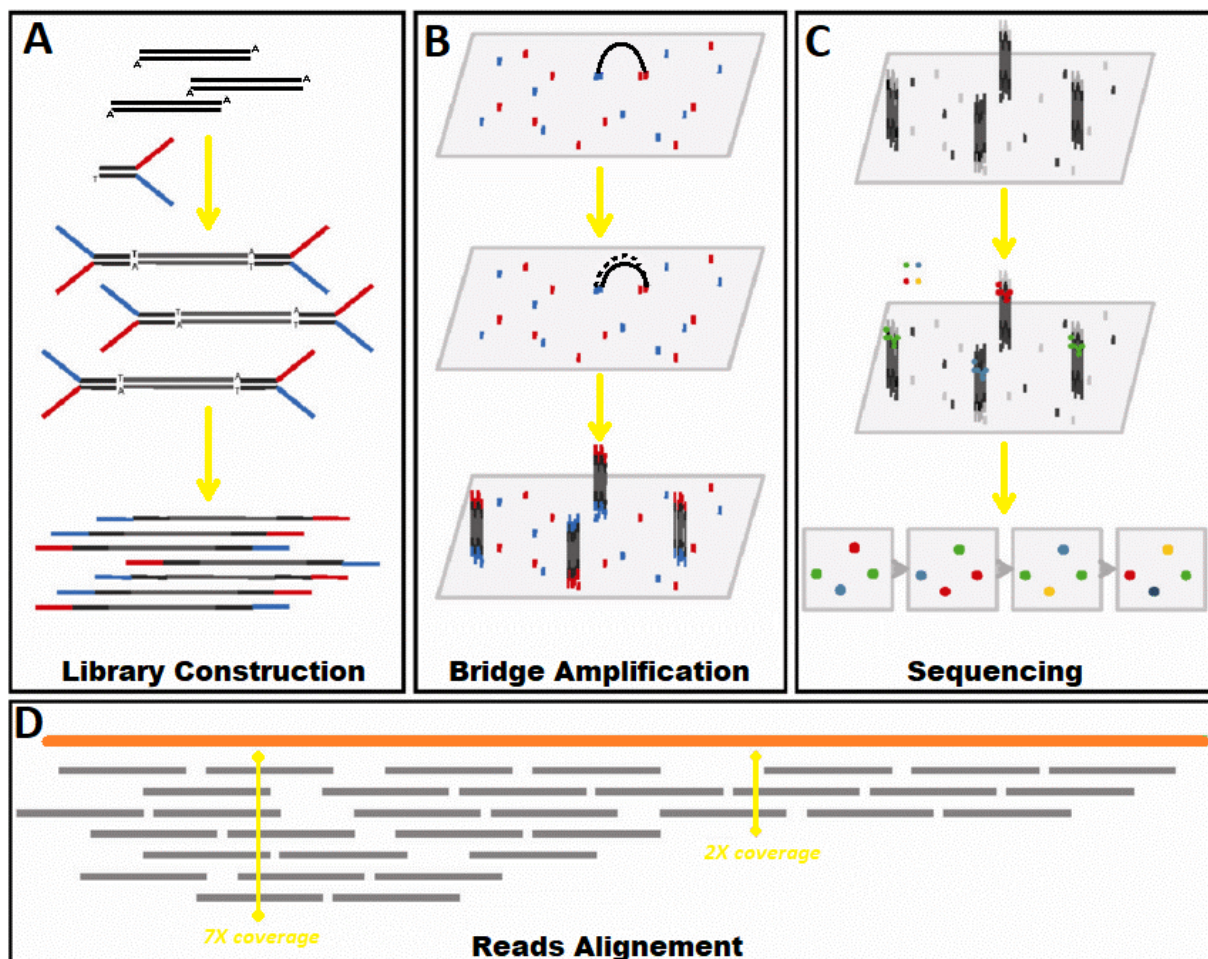 A
A
A
A
A
A
A
T
T
A
A
T
T
A
A
T
T
A
A
T
Library Construction
B
Bridge Amplification
C
Sequencing
D
7X coverage
2X coverage
Reads Alignement